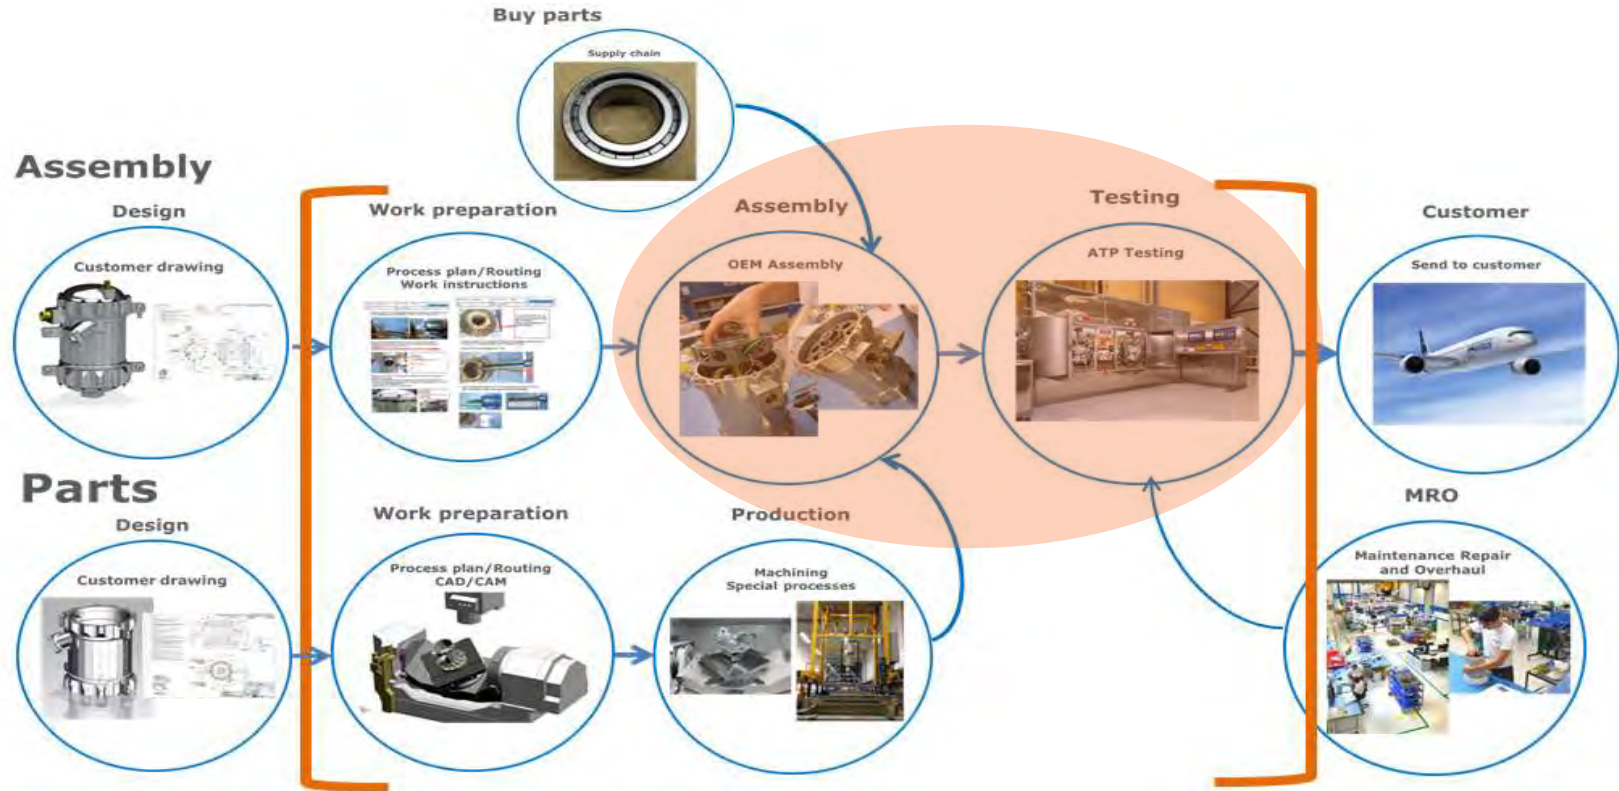 Buy parts
Supply chain
Assembly
Design
Customer drawing
Work preparation
Process plan/Routing
Work instructions
Assembly
OEM Assembly
Testing
ATP Testing
Customer
Send to customer
Parts
Design
Customer drawing
Work preparation
Process plan/Routing
CAD/CAM
Production
Machining
Special processes
MRO
Maintenance Repair
and Overhaul